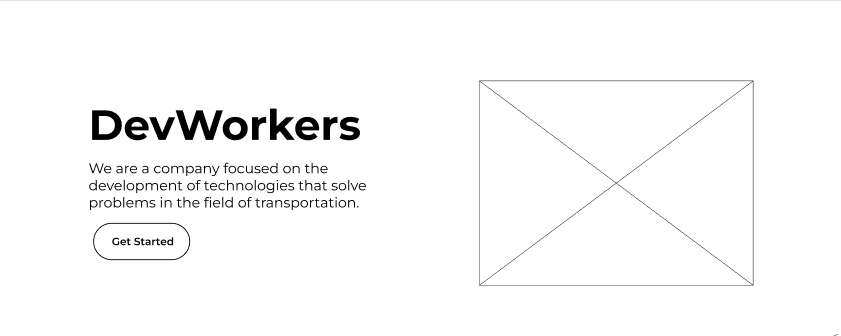 DevWorkers
We are a company focused on the
development of technologies that solve
problems in the field of transportation.
Get Started